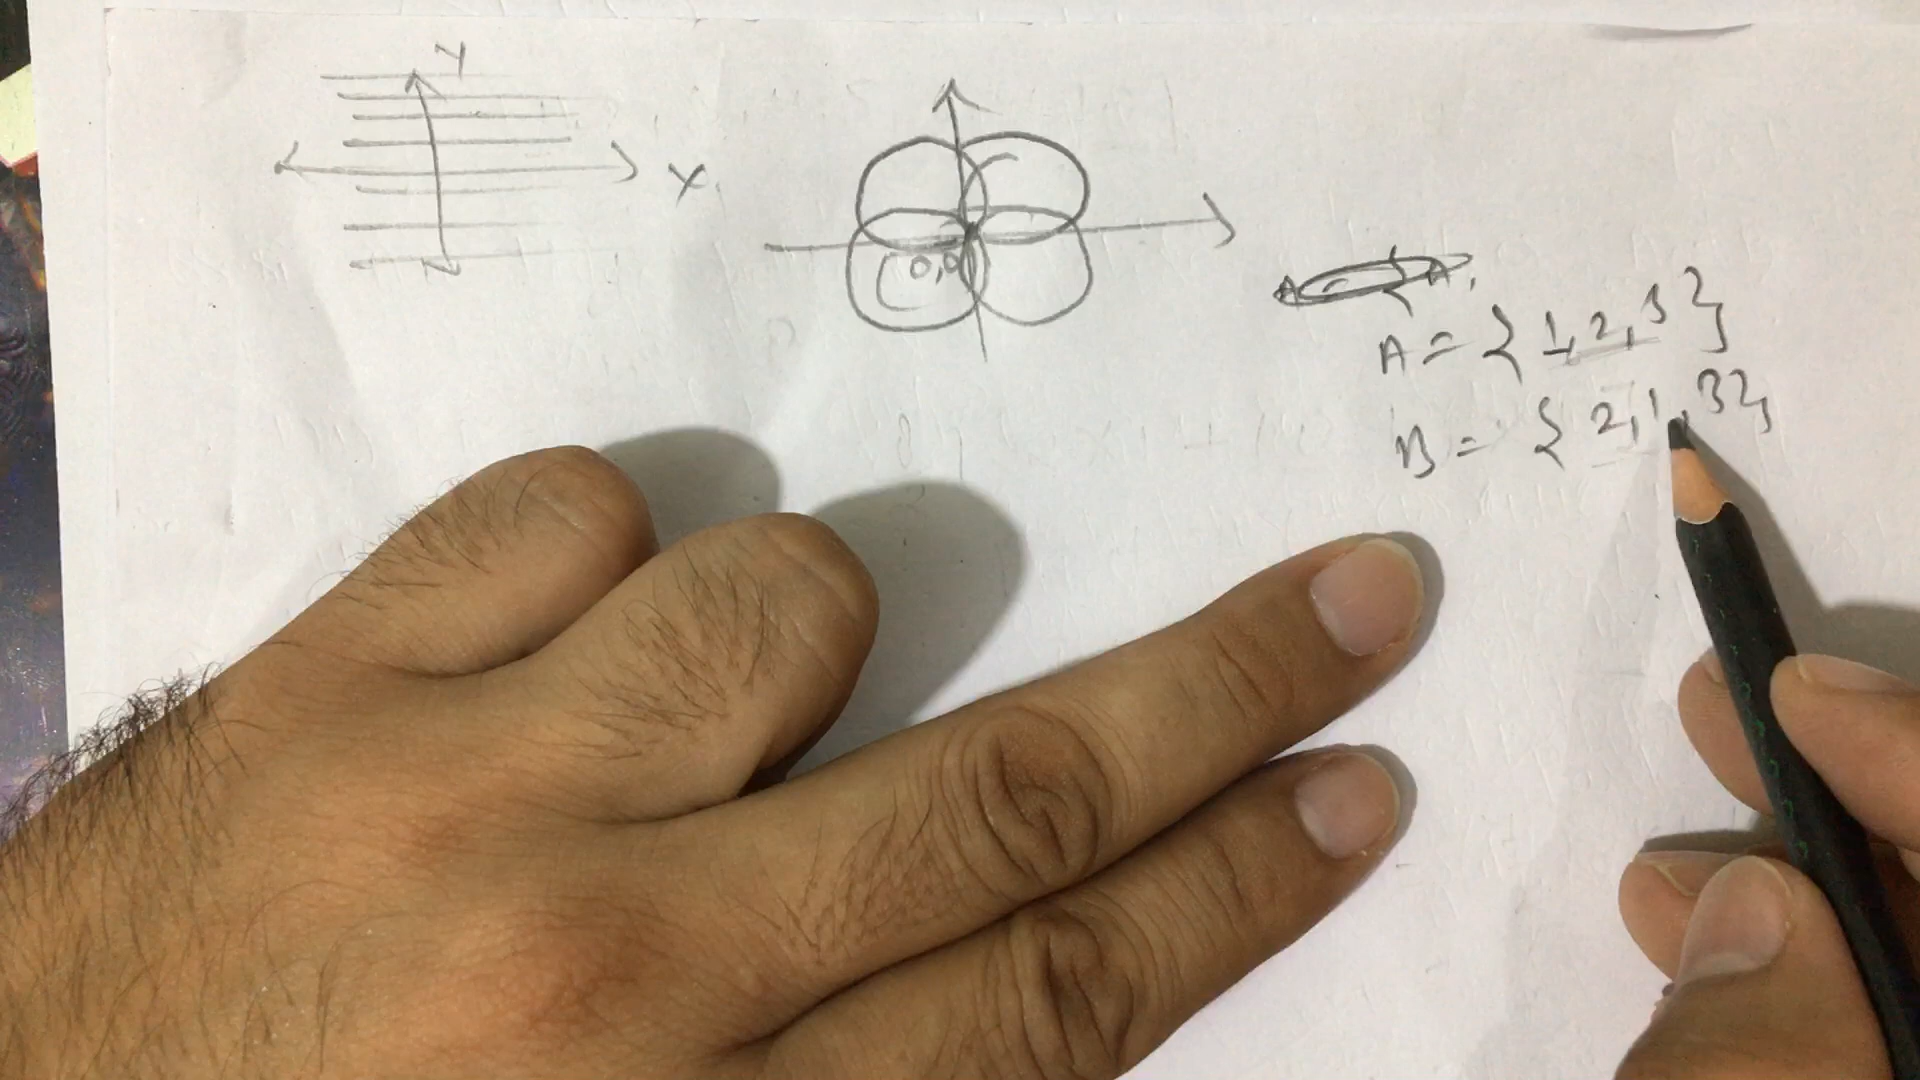 Y
X
0,0
A = { 1, 2, 3 }
B = { 2, 1, 3 },